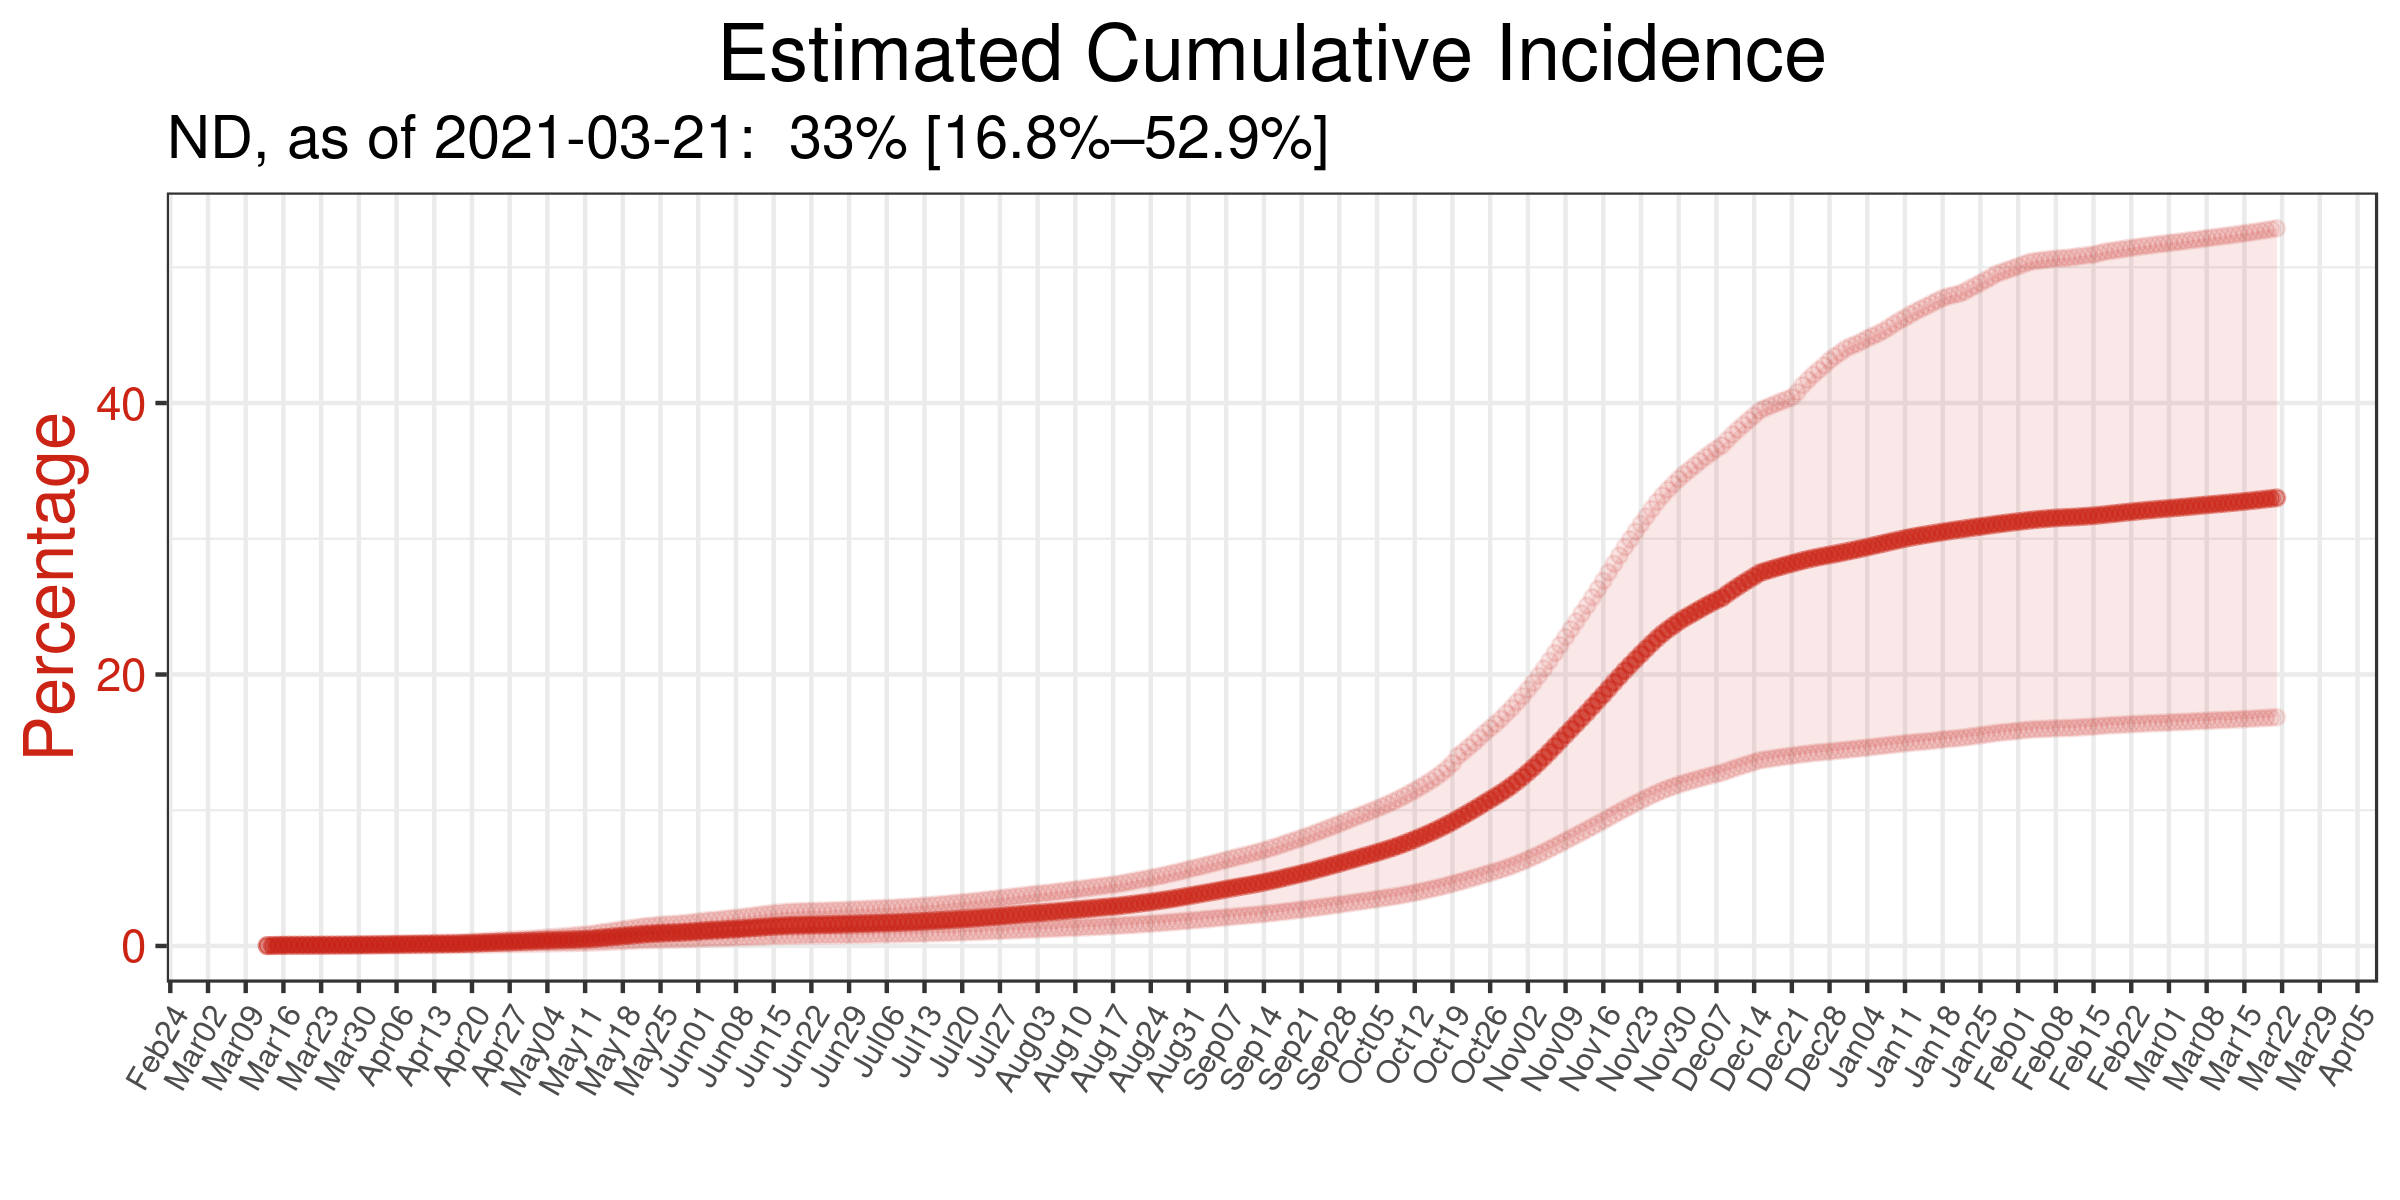 Estimated Cumulative Incidence
ND, as of 2021-03-21:  33% [16.8%–52.9%]
Percentage
40
20
0
Feb24
Mar02
Mar09
Mar16
Mar23
Mar30
Apr06
Apr13
Apr20
Apr27
May04
May11
May18
May25
Jun01
Jun08
Jun15
Jun22
Jun29
Jul06
Jul13
Jul20
Jul27
Aug03
Aug10
Aug17
Aug24
Aug31
Sep07
Sep14
Sep21
Sep28
Oct05
Oct12
Oct19
Oct26
Nov02
Nov09
Nov16
Nov23
Nov30
Dec07
Dec14
Dec21
Dec28
Jan04
Jan11
Jan18
Jan25
Feb01
Feb08
Feb15
Feb22
Mar01
Mar08
Mar15
Mar22
Mar29
Apr05